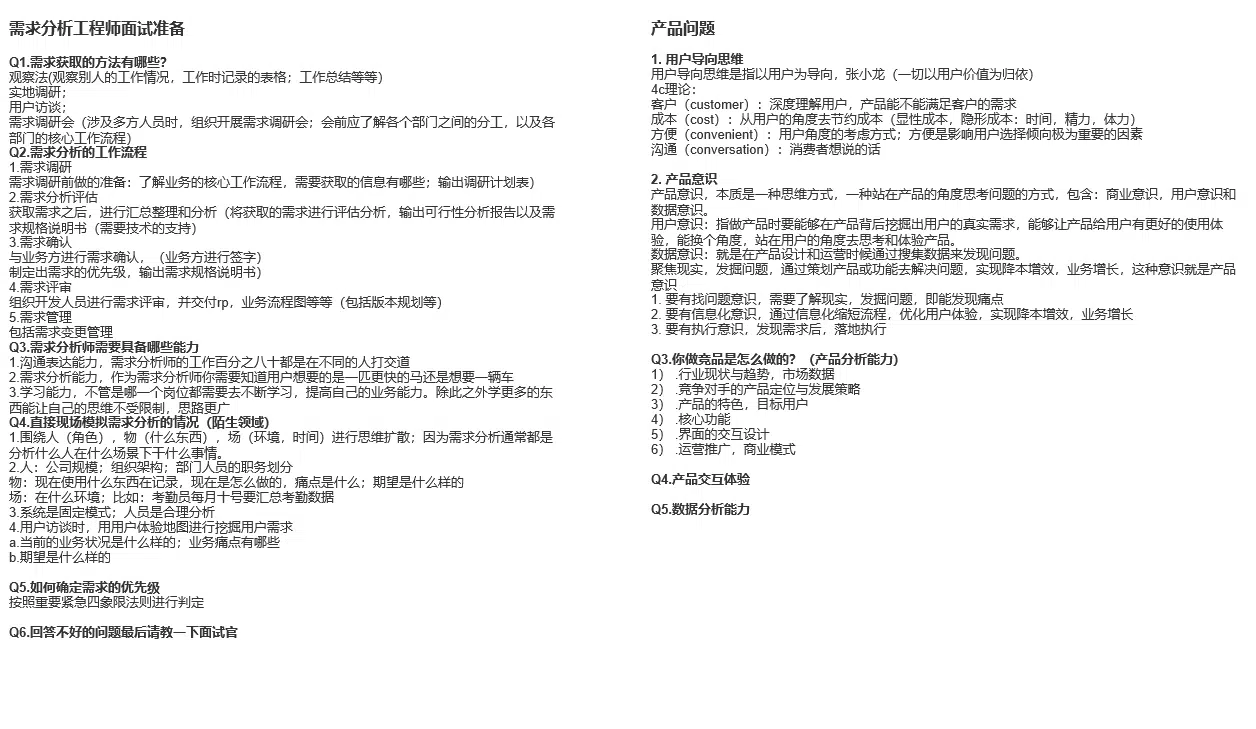 需求分析工程师面试准备
Q1.需求获取的方法有哪些？
观察法(观察别人的工作情况，工作时记录的表格；工作总结等等）
实地调研；
用户访谈；
需求调研会（涉及多方人员时，组织开展需求调研会；会前应了解各个部门之间的分工，以及各
部门的核心工作流程）
Q2.需求分析的工作流程
1.需求调研
需求调研前做的准备：了解业务的核心工作流程，需要获取的信息有哪些；输出调研计划表）
2.需求分析评估
获取需求之后，进行汇总整理和分析（将获取的需求进行评估分析，输出可行性分析报告以及需
求规格说明书（需要技术的支持）
3.需求确认
与业务方进行需求确认，（业务方进行签字）
制定出需求的优先级，输出需求规格说明书）
4.需求评审
组织开发人员进行需求评审，并交付rp，业务流程图等等（包括版本规划等）
5.需求管理
包括需求变更管理
Q3.需求分析师需要具备哪些能力
1.沟通表达能力，需求分析师的工作百分之八十都是在不同的人打交道
2.需求分析能力，作为需求分析师你需要知道用户想要的是一匹更快的马还是想要一辆车
3.学习能力，不管是哪一个岗位都需要去不断学习，提高自己的业务能力。除此之外学更多的东
西能让自己的思维不受限制，思路更广
Q4.直接现场模拟需求分析的情况（陌生领域）
1.围绕人（角色），物（什么东西），场（环境，时间）进行思维扩散；因为需求分析通常都是
分析什么人在什么场景下干什么事情。
2.人：公司规模；组织架构；部门人员的职务划分
物：现在使用什么东西在记录，现在是怎么做的，痛点是什么；期望是什么样的
场：在什么环境；比如：考勤员每月十号要汇总考勤数据
3.系统是固定模式；人员是合理分析
4.用户访谈时，用用户体验地图进行挖掘用户需求
a.当前的业务状况是什么样的；业务痛点有哪些
b.期望是什么样的
Q5.如何确定需求的优先级
按照重要紧急四象限法则进行判定
Q6.回答不好的问题最后请教一下面试官
产品问题
1. 用户导向思维
用户导向思维是指以用户为导向，张小龙（一切以用户价值为归依）
4c理论：
客户（customer）：深度理解用户，产品能不能满足客户的需求
成本（cost）：从用户的角度去节约成本（显性成本，隐形成本：时间，精力，体力）
方便（convenient）：用户角度的考虑方式；方便是影响用户选择倾向极为重要的因素
沟通（conversation）：消费者想说的话
2. 产品意识
产品意识，本质是一种思维方式，一种站在产品的角度思考问题的方式，包含：商业意识，用户意识和
数据意识。
用户意识：指做产品时要能够在产品背后挖掘出用户的真实需求，能够让产品给用户有更好的使用体
验，能换个角度，站在用户的角度去思考和体验产品。
数据意识：就是在产品设计和运营时候通过搜集数据来发现问题。
聚焦现实，发掘问题，通过策划产品或功能去解决问题，实现降本增效，业务增长，这种意识就是产品
意识
1. 要有找问题意识，需要了解现实，发掘问题，即能发现痛点
2. 要有信息化意识，通过信息化缩短流程，优化用户体验，实现降本增效，业务增长
3. 要有执行意识，发现需求后，落地执行
Q3.你做竞品是怎么做的？（产品分析能力）
1） .行业现状与趋势，市场数据
2） .竞争对手的产品定位与发展策略
3） .产品的特色，目标用户
4） .核心功能
5） .界面的交互设计
6） .运营推广，商业模式
Q4.产品交互体验
Q5.数据分析能力